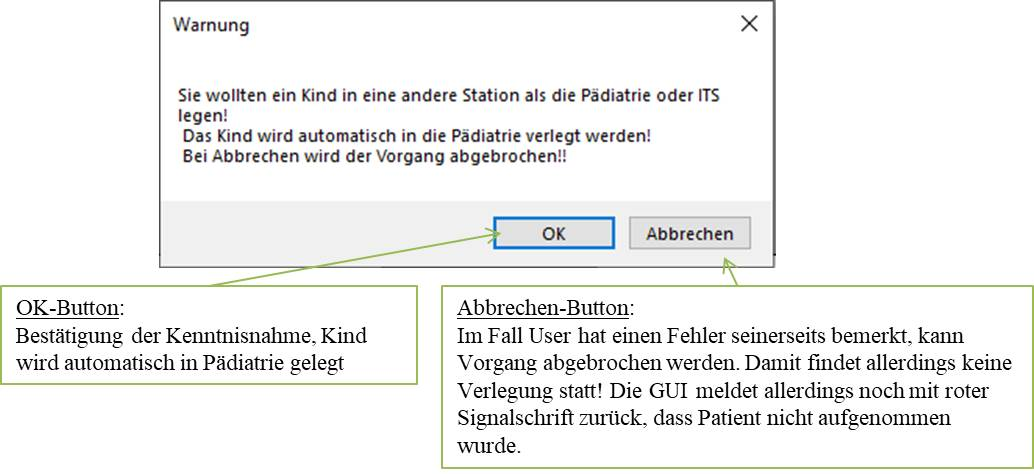 Warnung
Sie wollten ein Kind in eine andere Station als die Pädiatrie oder ITS
legen!
Das Kind wird automatisch in die Pädiatrie verlegt werden!
Bei Abbrechen wird der Vorgang abgebrochen!!
OK
Abbrechen
OK-Button:
Bestätigung der Kenntnisnahme, Kind
wird automatisch in Pädiatrie gelegt
Abbrechen-Button:
Im Fall User hat einen Fehler seinerseits bemerkt, kann
Vorgang abgebrochen werden. Damit findet allerdings keine
Verlegung statt! Die GUI meldet allerdings noch mit roter
Signalschrift zurück, dass Patient nicht aufgenommen
wurde.